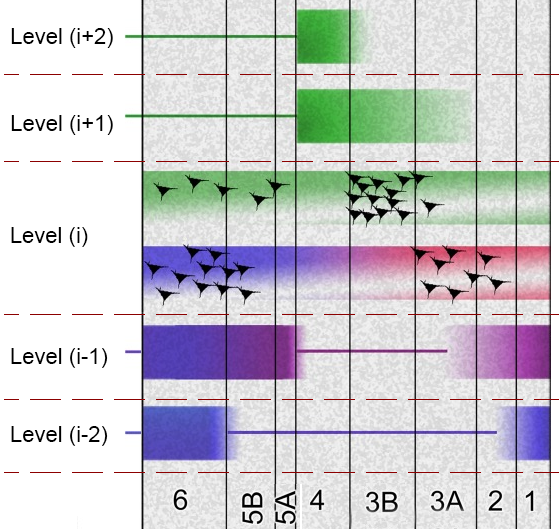 Level (i+2)
Level (i+1)
Level (i)
Level (i-1)
Level (i-2)
6 5B 5A 4 3B 3A 2 1